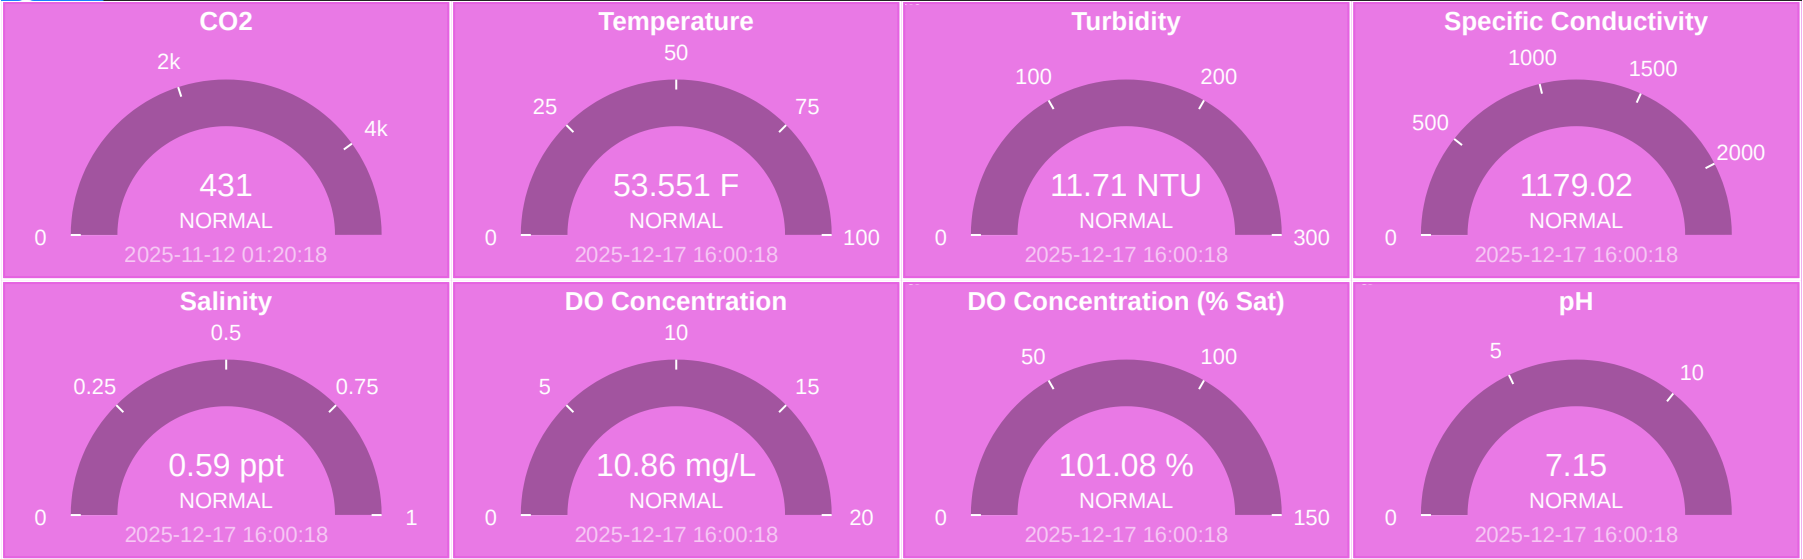 CO2
2k
4k
0
431
NORMAL
2025-11-12 01:20:18
Temperature
50
25
75
0
100
53.551 F
NORMAL
2025-12-17 16:00:18
Turbidity
100
200
0
300
11.71 NTU
NORMAL
2025-12-17 16:00:18
Specific Conductivity
1000
1500
500
2000
0
1179.02
NORMAL
2025-12-17 16:00:18
Salinity
0.5
0.25
0.75
0
1
0.59 ppt
NORMAL
2025-12-17 16:00:18
DO Concentration
10
5
15
0
20
10.86 mg/L
NORMAL
2025-12-17 16:00:18
DO Concentration (% Sat)
50
100
0
150
101.08 %
NORMAL
2025-12-17 16:00:18
pH
5
10
0
7.15
NORMAL
2025-12-17 16:00:18